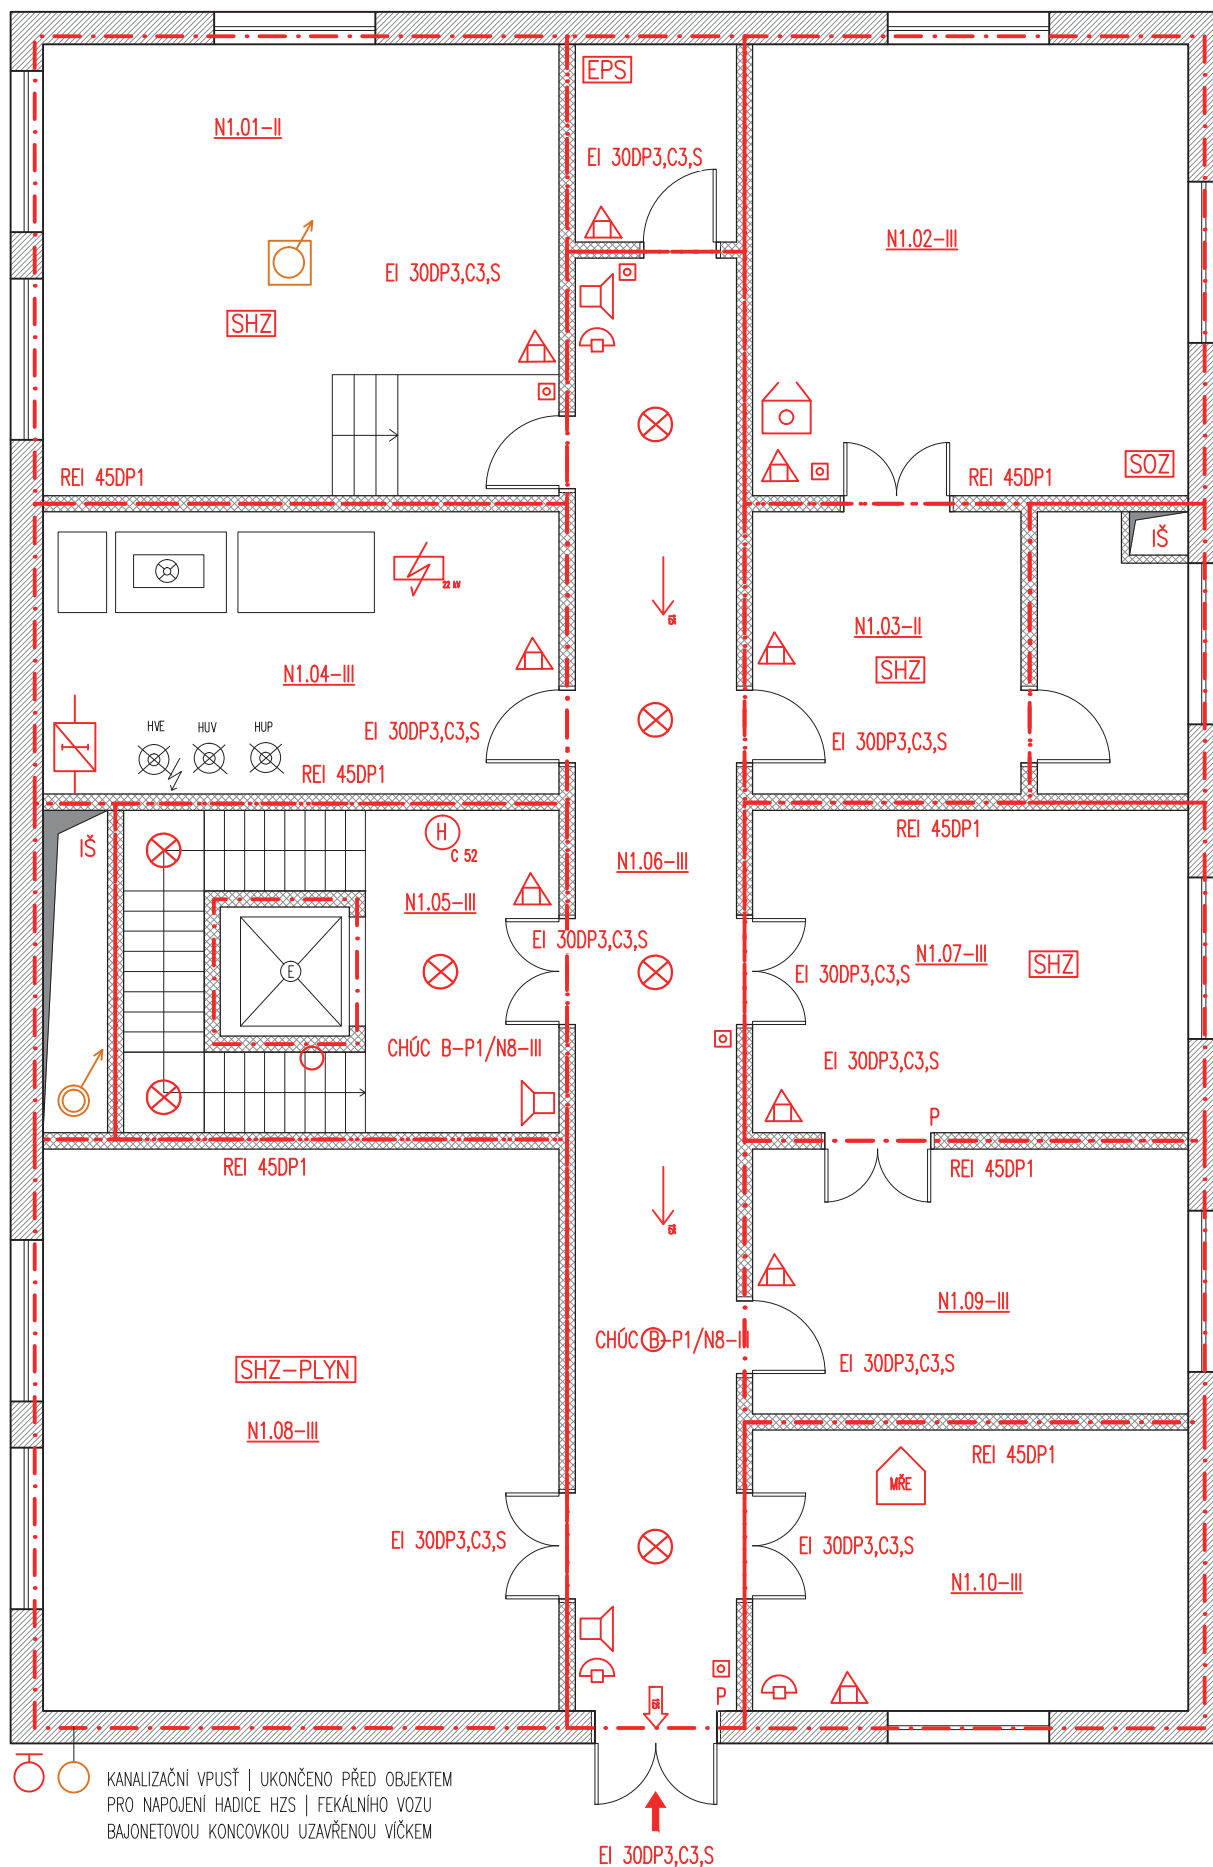 EPS
N1.01-II
EI 30DP3,C3,S
N1.02-III
EI 30DP3,C3,S
SHZ
REI 45DP1
REI 45DP1
SOZ
IŠ
22 kV
115
N1.03-II
SHZ
N1.04-III
HVE
HUV
HUP
EI 30DP3,C3,S
EI 30DP3,C3,S
REI 45DP1
REI 45DP1
H
C 52
IŠ
N1.06-III
N1.05-III
EI 30DP3,C3,S
N1.07-III
SHZ
E
EI 30DP3,C3,S
CHÚC B-P1/N8-III
EI 30DP3,C3,S
P
REI 45DP1
REI 45DP1
115
N1.09-III
CHÚC B-P1/N8-III
EI 30DP3,C3,S
SHZ-PLYN
N1.08-III
REI 45DP1
MŘE
EI 30DP3,C3,S
EI 30DP3,C3,S
N1.10-III
P
115
KANALIZAČNÍ VPUSŤ | UKONČENO PŘED OBJEKTEM
PRO NAPOJENÍ HADICE HZS | FEKÁLNÍHO VOZU
BAJONETOVOU KONCOVKOU UZAVŘENOU VÍČKEM
EI 30DP3,C3,S